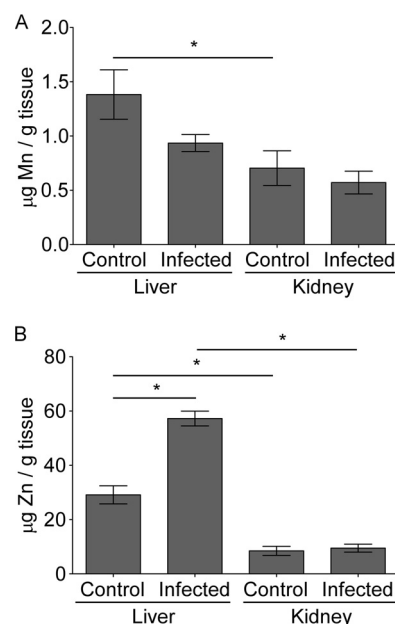 A
*
µg Mn / g tissue
2.0
1.5
1.0
0.5
0.0
Control Infected Control Infected
Liver Kidney
B
*
*
*
µg Zn / g tissue
80
60
40
20
0
Control Infected Control Infected
Liver Kidney